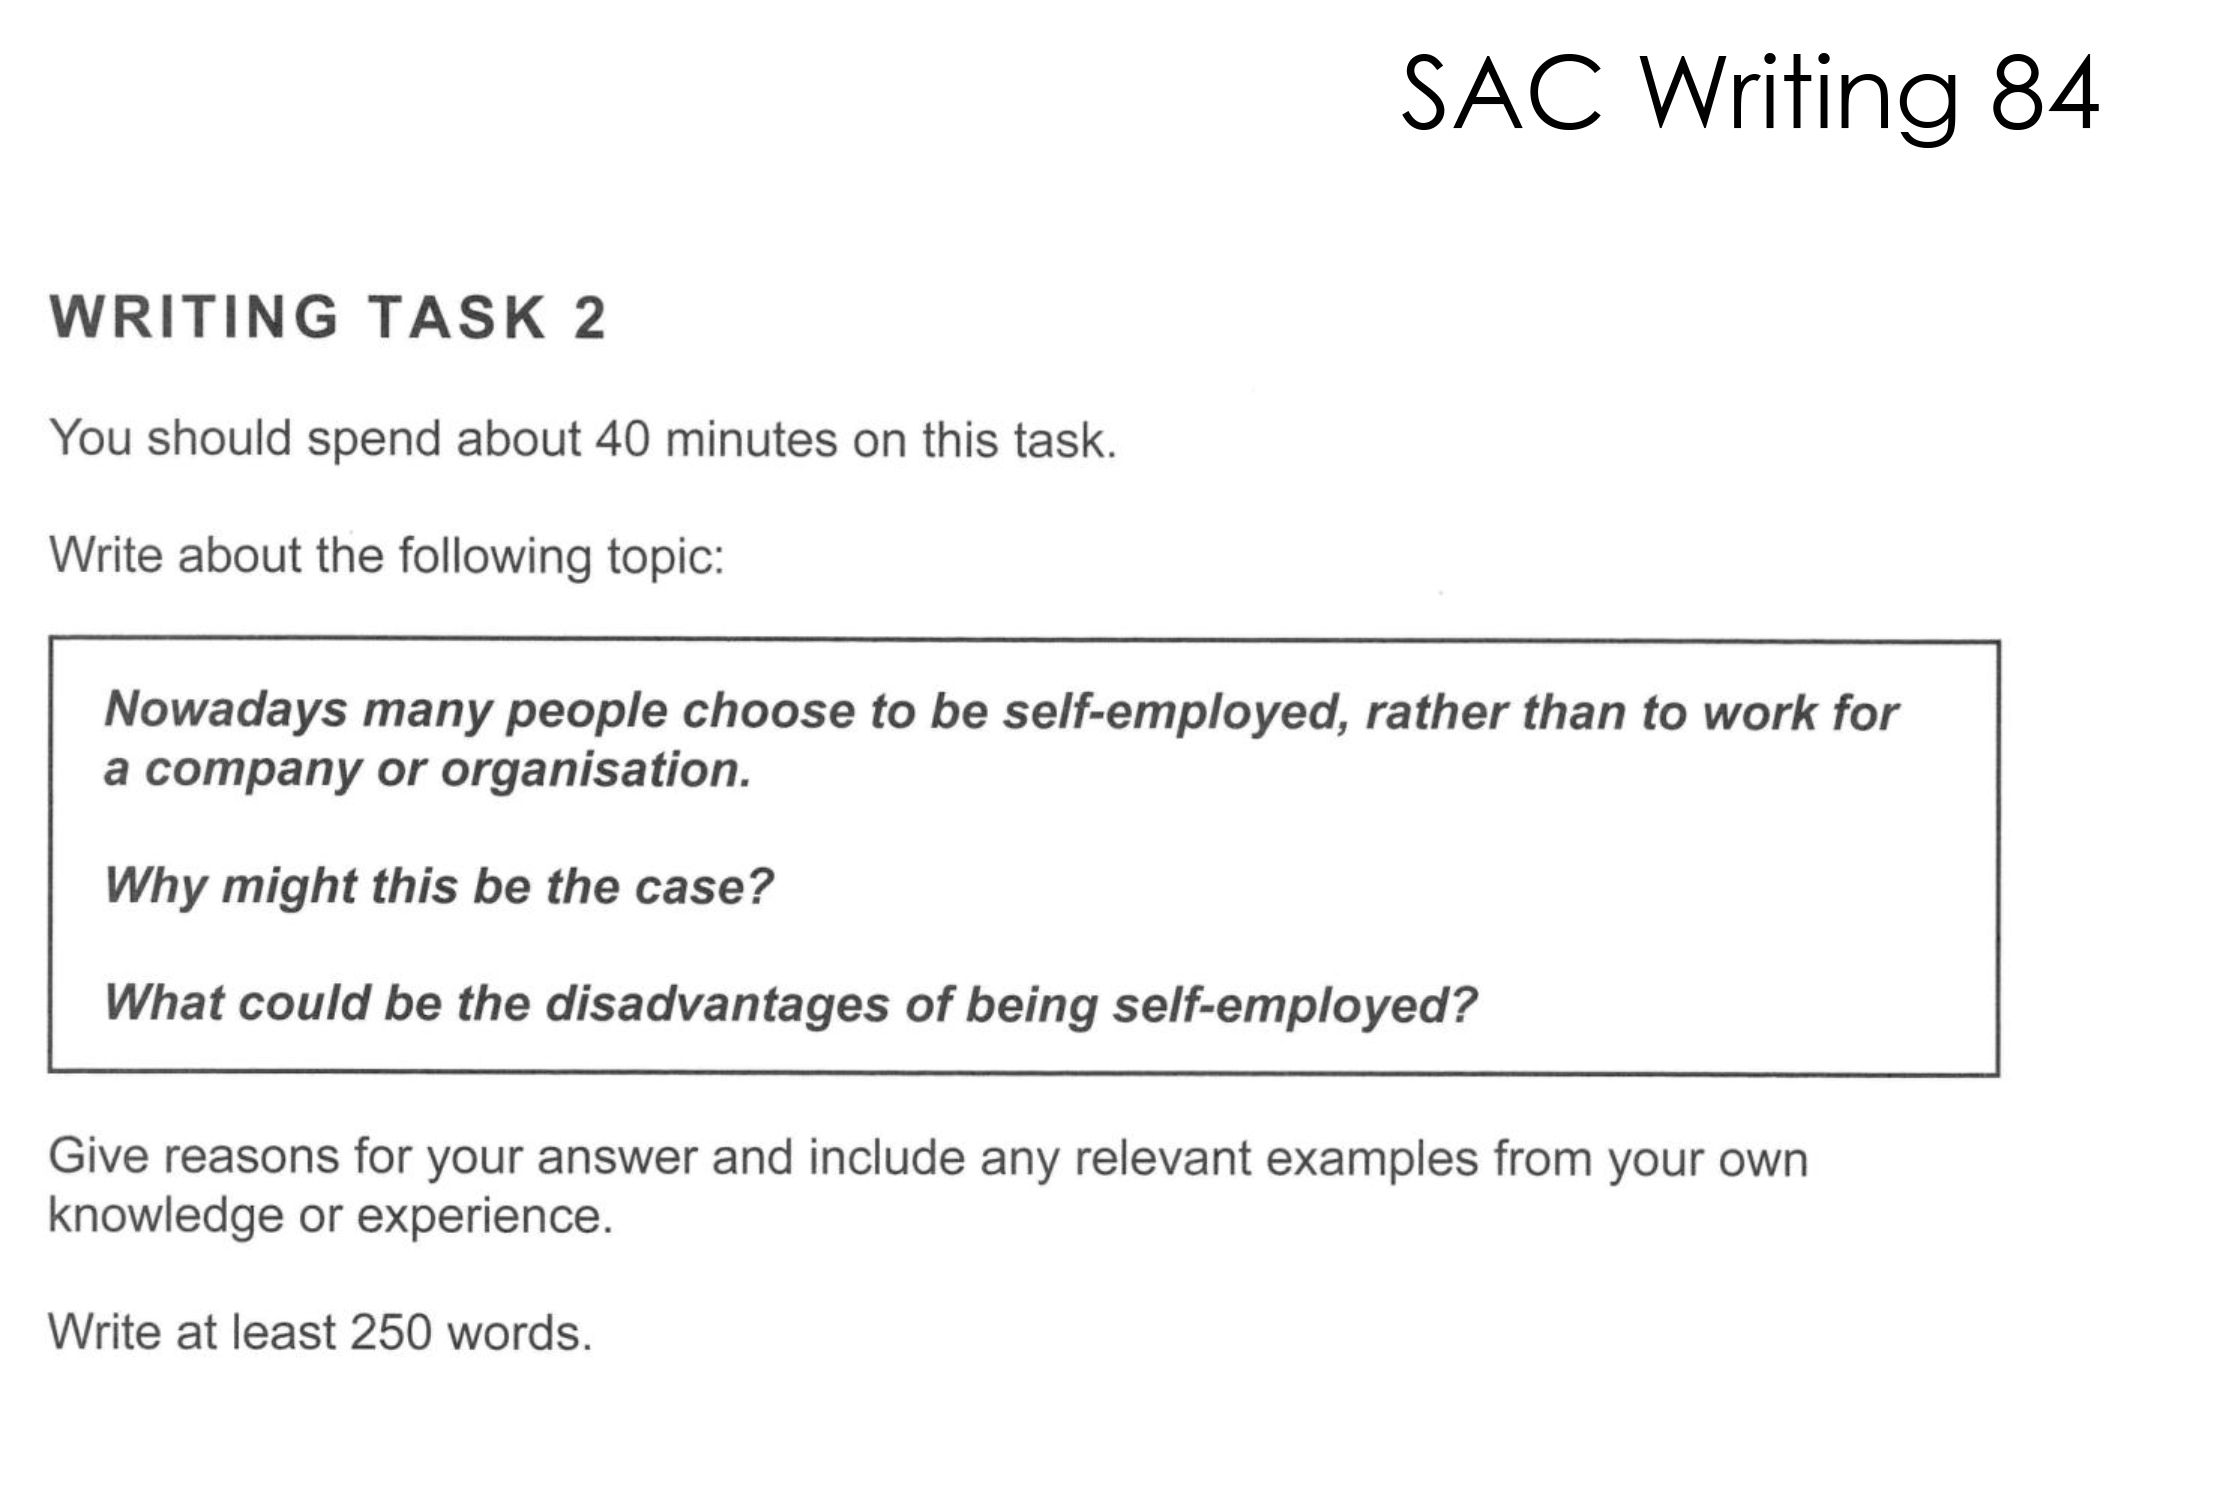 SAC Writing 84
WRITING TASK 2
You should spend about 40 minutes on this task.
Write about the following topic:
Nowadays many people choose to be self-employed, rather than to work for
a company or organisation.
Why might this be the case?
What could be the disadvantages of being self-employed?
Give reasons for your answer and include any relevant examples from your own
knowledge or experience.
Write at least 250 words.